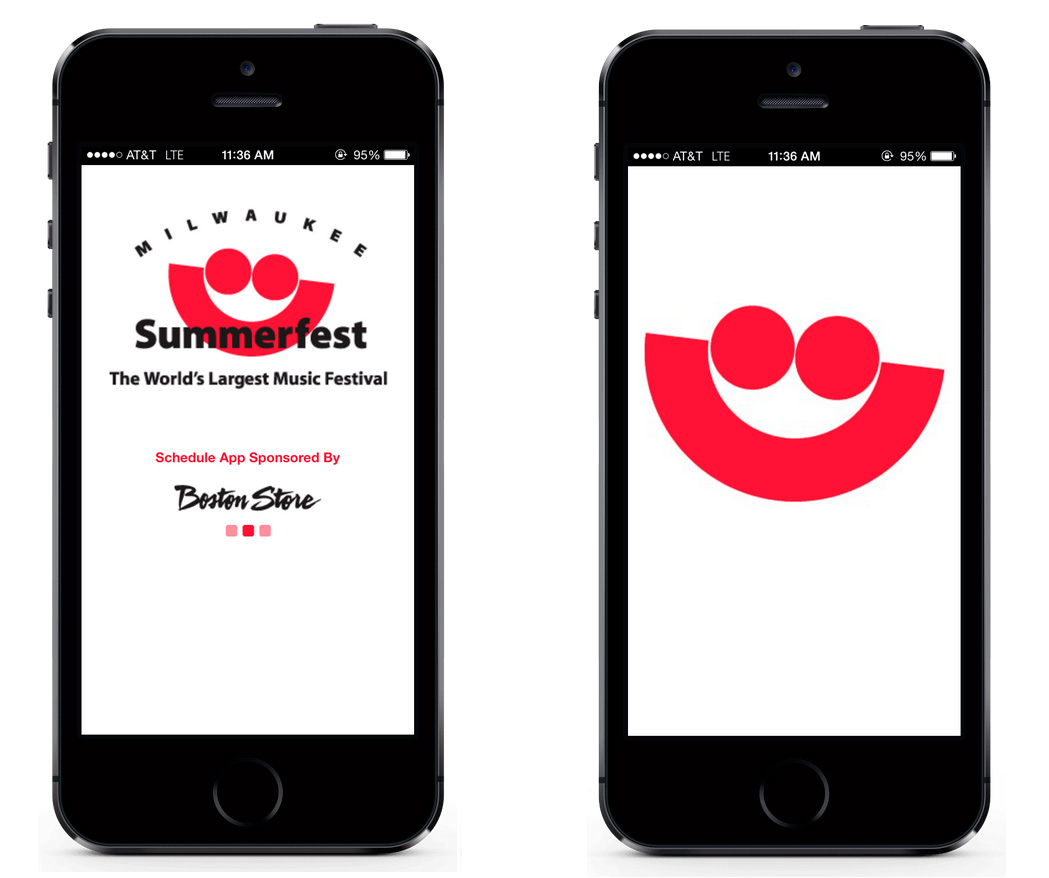 AT&T LTE 11:36 AM 95%
MILWAUKEE
Summerfest
The World's Largest Music Festival
Schedule App Sponsored By
Boston Store
AT&T LTE 11:36 AM 95%